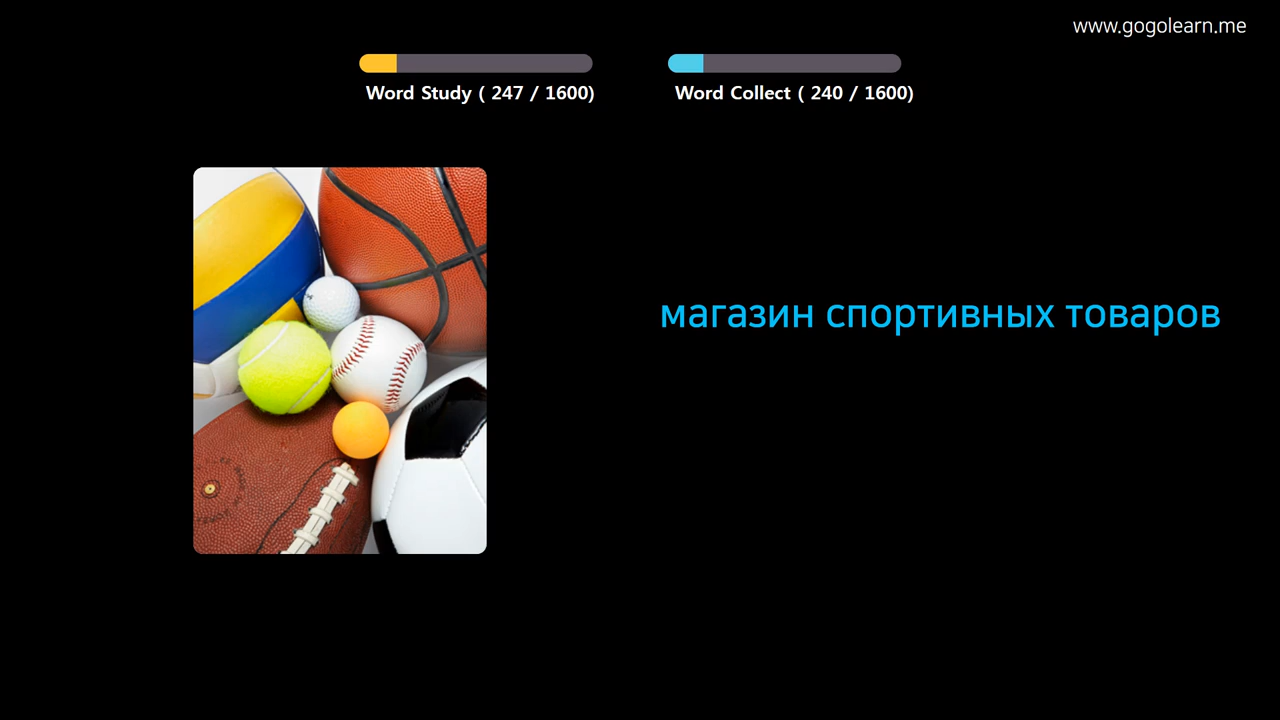 www.gogolearn.me
Word Study ( 247 / 1600)
Word Collect ( 240 / 1600)
магазин спортивных товаров